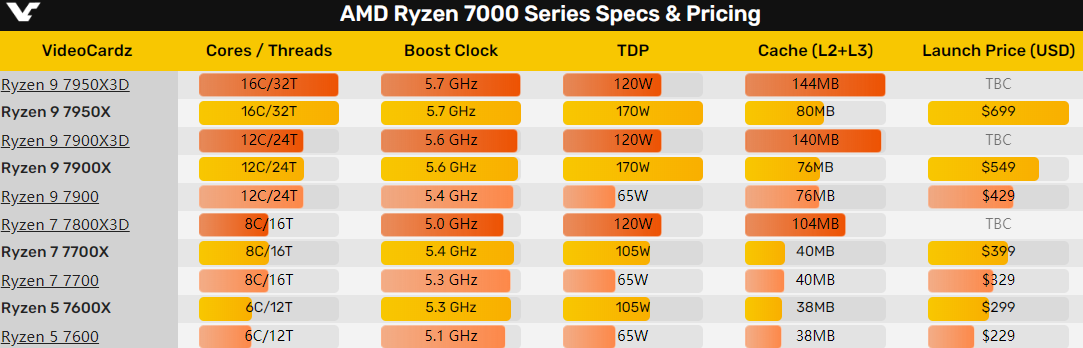 AMD Ryzen 7000 Series Specs & Pricing
VideoCardz Cores / Threads Boost Clock TDP Cache (L2+L3) Launch Price (USD)
Ryzen 9 7950X3D 16C/32T 5.7 GHz 120W 144MB TBC
Ryzen 9 7950X 16C/32T 5.7 GHz 170W 80MB $699
Ryzen 9 7900X3D 12C/24T 5.6 GHz 120W 140MB TBC
Ryzen 9 7900X 12C/24T 5.6 GHz 170W 76MB $549
Ryzen 9 7900 12C/24T 5.4 GHz 65W 76MB $429
Ryzen 7 7800X3D 8C/16T 5.0 GHz 120W 104MB TBC
Ryzen 7 7700X 8C/16T 5.4 GHz 105W 40MB $399
Ryzen 7 7700 8C/16T 5.3 GHz 65W 40MB $329
Ryzen 5 7600X 6C/12T 5.3 GHz 105W 38MB $299
Ryzen 5 7600 6C/12T 5.1 GHz 65W 38MB $229